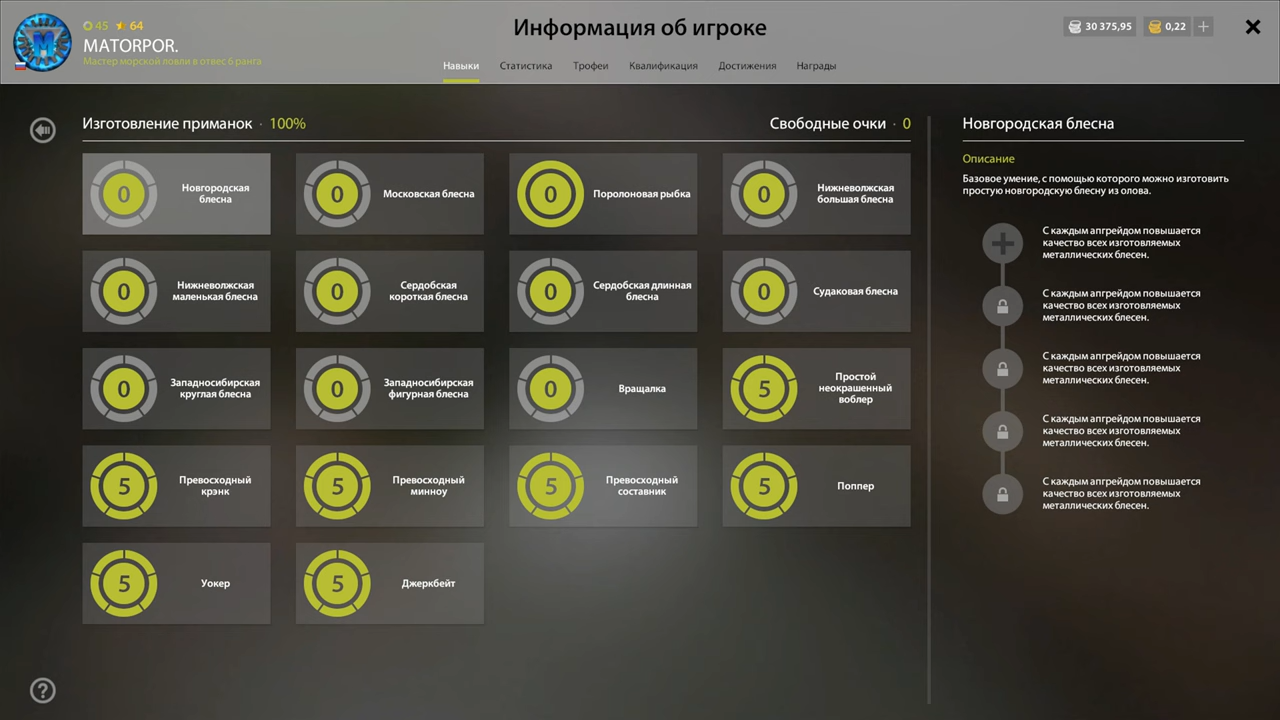 45 64
MATORPOR.
Мастер морской ловли в отвес 6 ранга
Информация об игроке
30 375,95
0,22
Навыки
Статистика
Трофеи
Квалификация
Достижения
Награды
Изготовление приманок · 100%
Свободные очки · 0
0
Новгородская
блесна
0
Московская блесна
0
Поролоновая рыбка
0
Нижневолжская
большая блесна
0
Нижневолжская
маленькая блесна
0
Сердобская
короткая блесна
0
Сердобская длинная
блесна
0
Судаковая блесна
0
Западносибирская
круглая блесна
0
Западносибирская
фигурная блесна
0
Вращалка
5
Простой
неокрашенный
воблер
5
Превосходный
крэнк
5
Превосходный
минноу
5
Превосходный
составник
5
Поппер
5
Уокер
5
Джеркбейт
Новгородская блесна
Описание
Базовое умение, с помощью которого можно изготовить
простую новгородскую блесну из олова.
С каждым апгрейдом повышается
качество всех изготовляемых
металлических блесен.
С каждым апгрейдом повышается
качество всех изготовляемых
металлических блесен.
С каждым апгрейдом повышается
качество всех изготовляемых
металлических блесен.
С каждым апгрейдом повышается
качество всех изготовляемых
металлических блесен.
С каждым апгрейдом повышается
качество всех изготовляемых
металлических блесен.
?